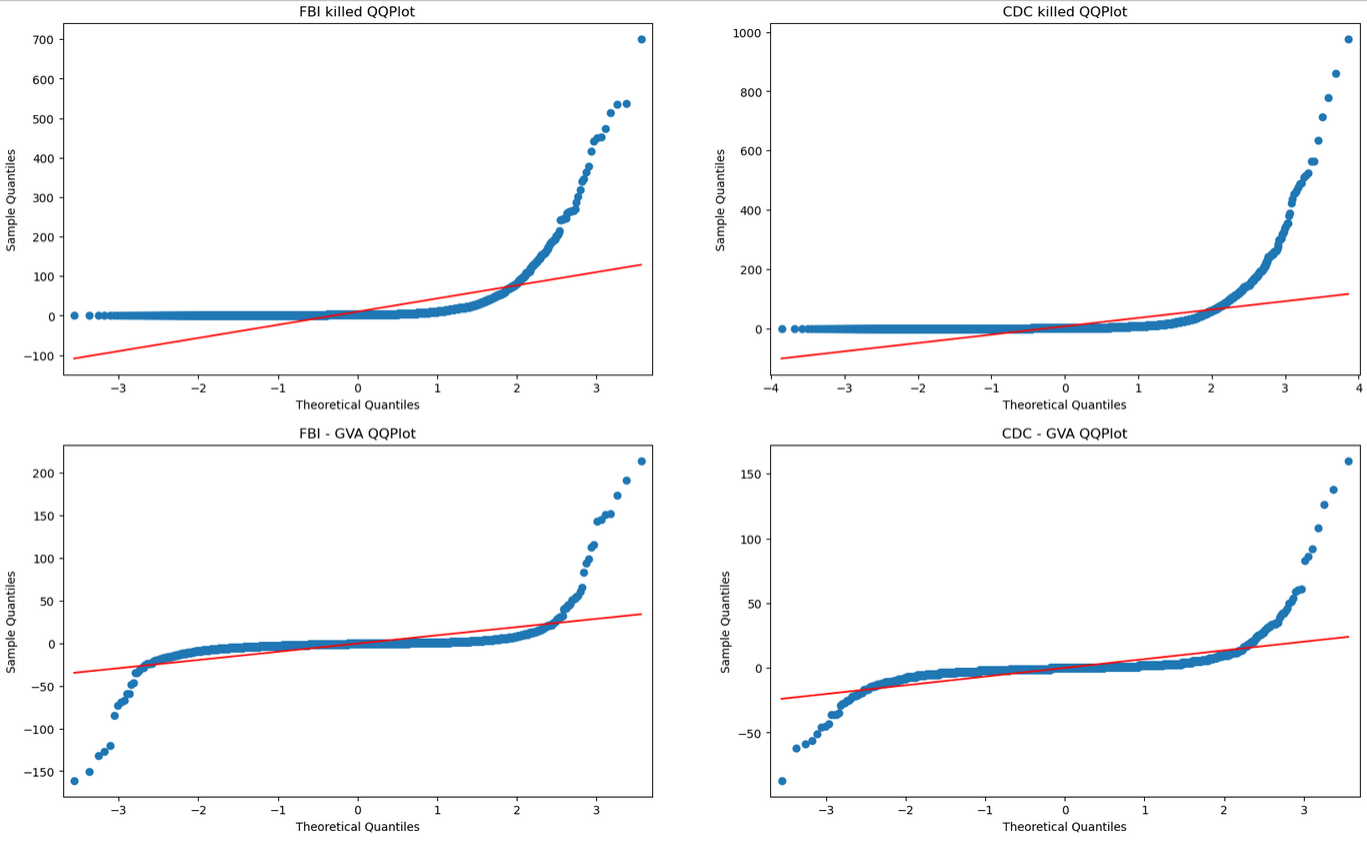 FBI killed QQPlot
700
600
500
400
300
200
100
0
−100
Sample Quantiles
−3 −2 −1 0 1 2 3
Theoretical Quantiles
CDC killed QQPlot
1000
800
600
400
200
0
Sample Quantiles
−4 −3 −2 −1 0 1 2 3 4
Theoretical Quantiles
FBI - GVA QQPlot
200
150
100
50
0
−50
−100
−150
Sample Quantiles
−3 −2 −1 0 1 2 3
Theoretical Quantiles
CDC - GVA QQPlot
150
100
50
0
−50
Sample Quantiles
−3 −2 −1 0 1 2 3
Theoretical Quantiles